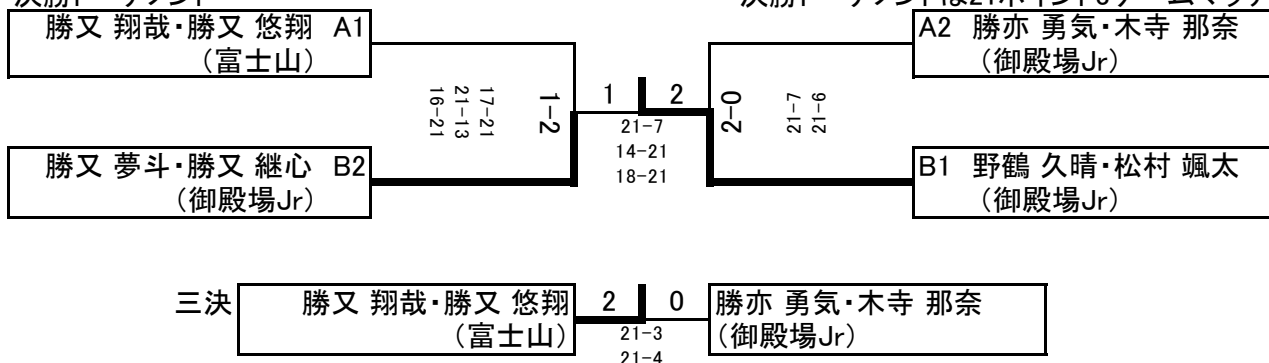 勝又 翔哉・勝又 悠翔 A1
(富士山)
A2 勝亦 勇気・木寺 那奈
(御殿場Jr)
16-21
21-13
17-21
1-2
1 2
21-7
14-21
18-21
2-0
21-7
21-6
勝又 夢斗・勝又 継心 B2
(御殿場Jr)
B1 野鶴 久晴・松村 颯太
(御殿場Jr)
三決
勝又 翔哉・勝又 悠翔
(富士山)
2 0
21-3
21-4
勝亦 勇気・木寺 那奈
(御殿場Jr)